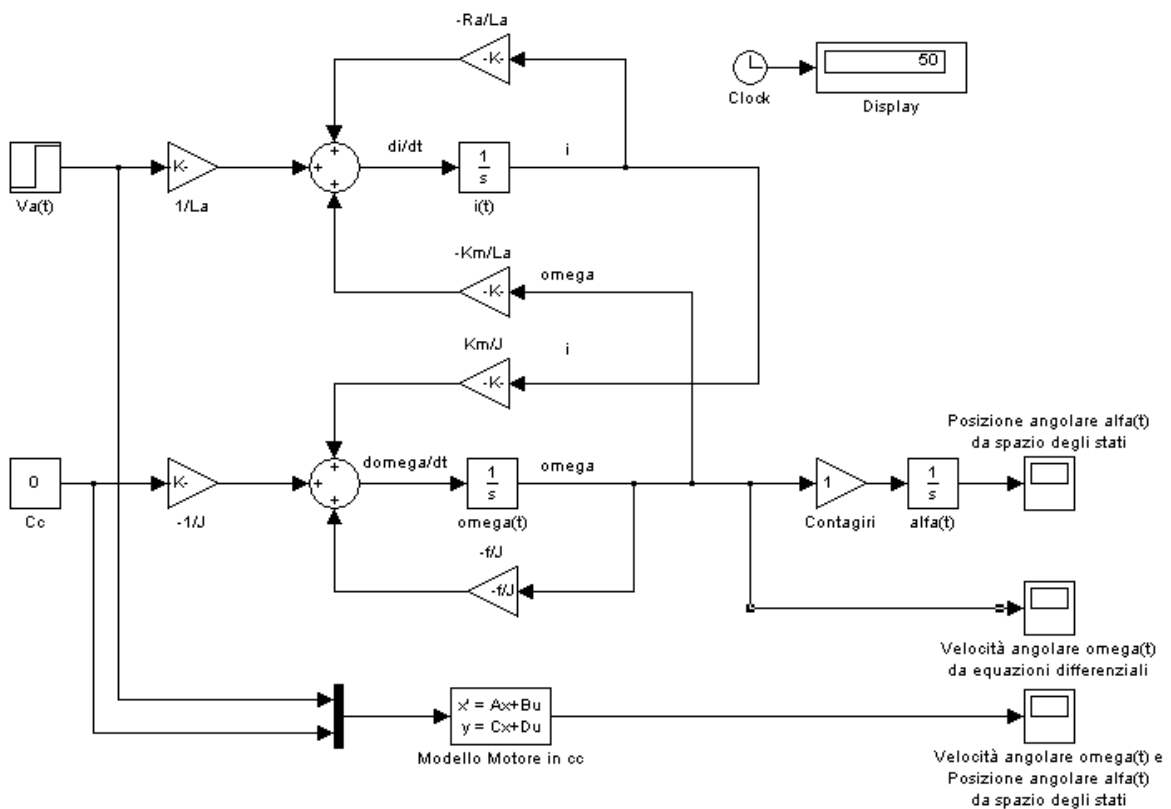 -Ra/La
-K-
50
Clock
Display
Va(t)
K-
1/La
+
+
+
di/dt
1
s
i(t)
i
-Km/La
-K-
omega
Km/J
-K-
i
0
Cc
K-
-1/J
+
+
+
domega/dt
1
s
omega(t)
omega
1
Contagiri
1
s
alfa(t)
Posizione angolare alfa(t)
da spazio degli stati
-f/J
-f/J
Velocità angolare omega(t)
da equazioni differenziali
x' = Ax+Bu
y = Cx+Du
Modello Motore in cc
Velocità angolare omega(t) e
Posizione angolare alfa(t)
da spazio degli stati